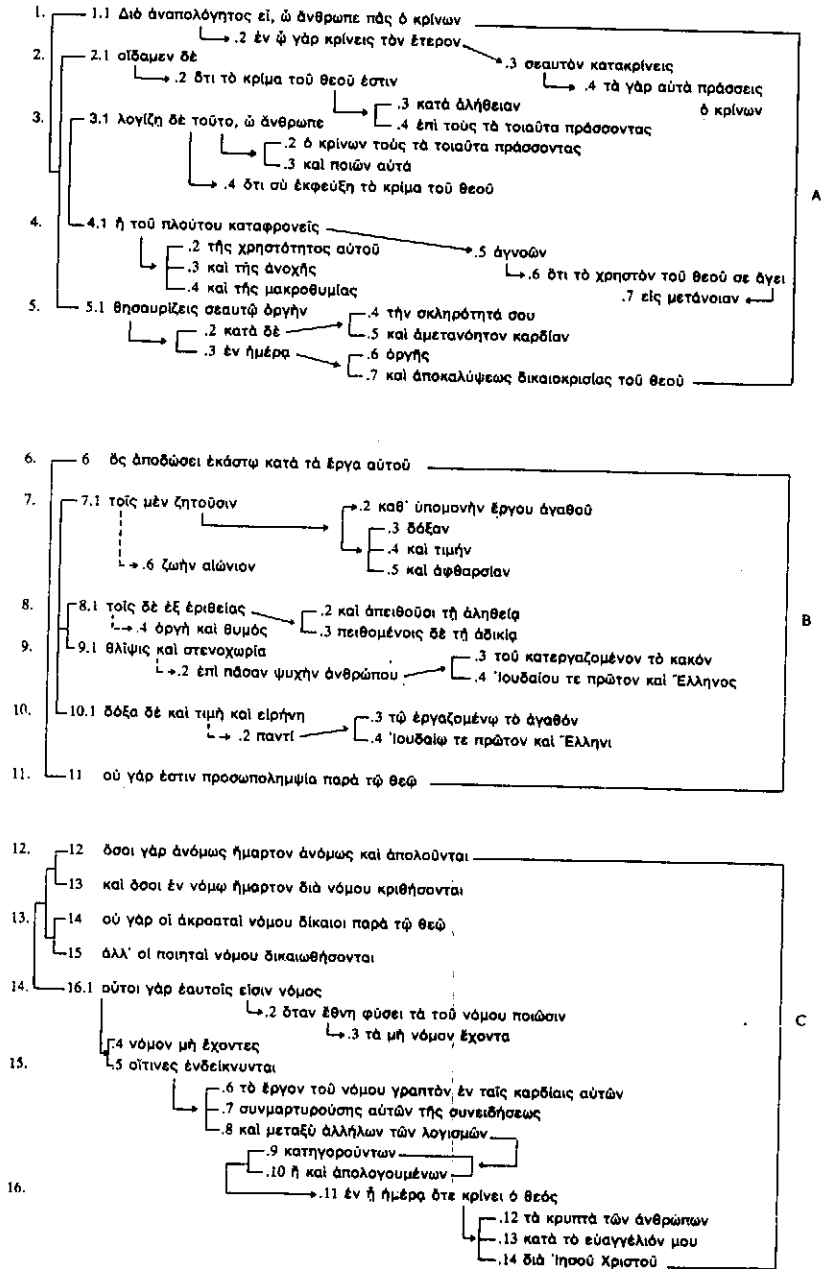 1. 1.1 Διὸ ἀναπολόγητος εἶ, ὦ ἄνθρωπε πᾶς ὁ κρίνων
.2 ἐν ᾧ γὰρ κρίνεις τὸν ἕτερον
.3 σεαυτὸν κατακρίνεις
2. 2.1 οἴδαμεν δὲ
.4 τὰ γὰρ αὐτὰ πράσσεις
.2 ὅτι τὸ κρίμα τοῦ θεοῦ ἐστιν
ὁ κρίνων
.3 κατὰ ἀλήθειαν
3. 3.1 λογίζῃ δὲ τοῦτο, ὦ ἄνθρωπε
.4 ἐπὶ τοὺς τὰ τοιαῦτα πράσσοντας
.2 ὁ κρίνων τοὺς τὰ τοιαῦτα πράσσοντας
.3 καὶ ποιῶν αὐτά
.4 ὅτι σὺ ἐκφεύξῃ τὸ κρίμα τοῦ θεοῦ
A
4. 4.1 ἢ τοῦ πλούτου καταφρονεῖς
.5 ἀγνοῶν
.2 τῆς χρηστότητος αὐτοῦ
.6 ὅτι τὸ χρηστὸν τοῦ θεοῦ σε ἄγει
.3 καὶ τῆς ἀνοχῆς
.7 εἰς μετάνοιαν
.4 καὶ τῆς μακροθυμίας
5. 5.1 θησαυρίζεις σεαυτῷ ὀργὴν
.4 τὴν σκληρότητά σου
.2 κατὰ δὲ
.5 καὶ ἀμετανόητον καρδίαν
.3 ἐν ἡμέρᾳ
.6 ὀργῆς
.7 καὶ ἀποκαλύψεως δικαιοκρισίας τοῦ θεοῦ
6. 6 ὃς ἀποδώσει ἑκάστῳ κατὰ τὰ ἔργα αὐτοῦ
7. 7.1 τοῖς μὲν ζητοῦσιν
.2 καθ' ὑπομονὴν ἔργου ἀγαθοῦ
.3 δόξαν
.4 καὶ τιμὴν
.6 ζωὴν αἰώνιον
.5 καὶ ἀφθαρσίαν
8. 8.1 τοῖς δὲ ἐξ ἐριθείας
.2 καὶ ἀπειθοῦσι τῇ ἀληθείᾳ
B
.4 ὀργὴ καὶ θυμός
.3 πειθομένοις δὲ τῇ ἀδικίᾳ
9. 9.1 θλῖψις καὶ στενοχωρία
.3 τοῦ κατεργαζομένον τὸ κακόν
.2 ἐπὶ πᾶσαν ψυχὴν ἀνθρώπου
.4 Ἰουδαίου τε πρῶτον καὶ Ἕλληνος
10. 10.1 δόξα δὲ καὶ τιμὴ καὶ εἰρήνη
.3 τῷ ἐργαζομένῳ τὸ ἀγαθόν
.2 παντὶ
.4 Ἰουδαίῳ τε πρῶτον καὶ Ἕλληνι
11. 11 οὐ γάρ ἐστιν προσωπολημψία παρὰ τῷ θεῷ
12. 12 ὅσοι γὰρ ἀνόμως ἥμαρτον ἀνόμως καὶ ἀπολοῦνται
13 καὶ ὅσοι ἐν νόμῳ ἥμαρτον διὰ νόμου κριθήσονται
13. 14 οὐ γὰρ οἱ ἀκροαταὶ νόμου δίκαιοι παρὰ τῷ θεῷ
15 ἀλλ' οἱ ποιηταὶ νόμου δικαιωθήσονται
14. 16.1 οὗτοι γὰρ ἑαυτοῖς εἰσιν νόμος
.2 ὅταν ἔθνη φύσει τὰ τοῦ νόμου ποιῶσιν
C
.3 τὰ μὴ νόμον ἔχοντα
.4 νόμον μὴ ἔχοντες
15. .5 οἵτινες ἐνδείκνυνται
.6 τὸ ἔργον τοῦ νόμου γραπτὸν ἐν ταῖς καρδίαις αὐτῶν
.7 συνμαρτυρούσης αὐτῶν τῆς συνειδήσεως
.8 καὶ μεταξὺ ἀλλήλων τῶν λογισμῶν
.9 κατηγορούντων
.10 ἢ καὶ ἀπολογουμένων
16. .11 ἐν ᾗ ἡμέρᾳ ὅτε κρίνει ὁ θεός
.12 τὰ κρυπτὰ τῶν ἀνθρώπων
.13 κατὰ τὸ εὐαγγέλιόν μου
.14 διὰ Ἰησοῦ Χριστοῦ